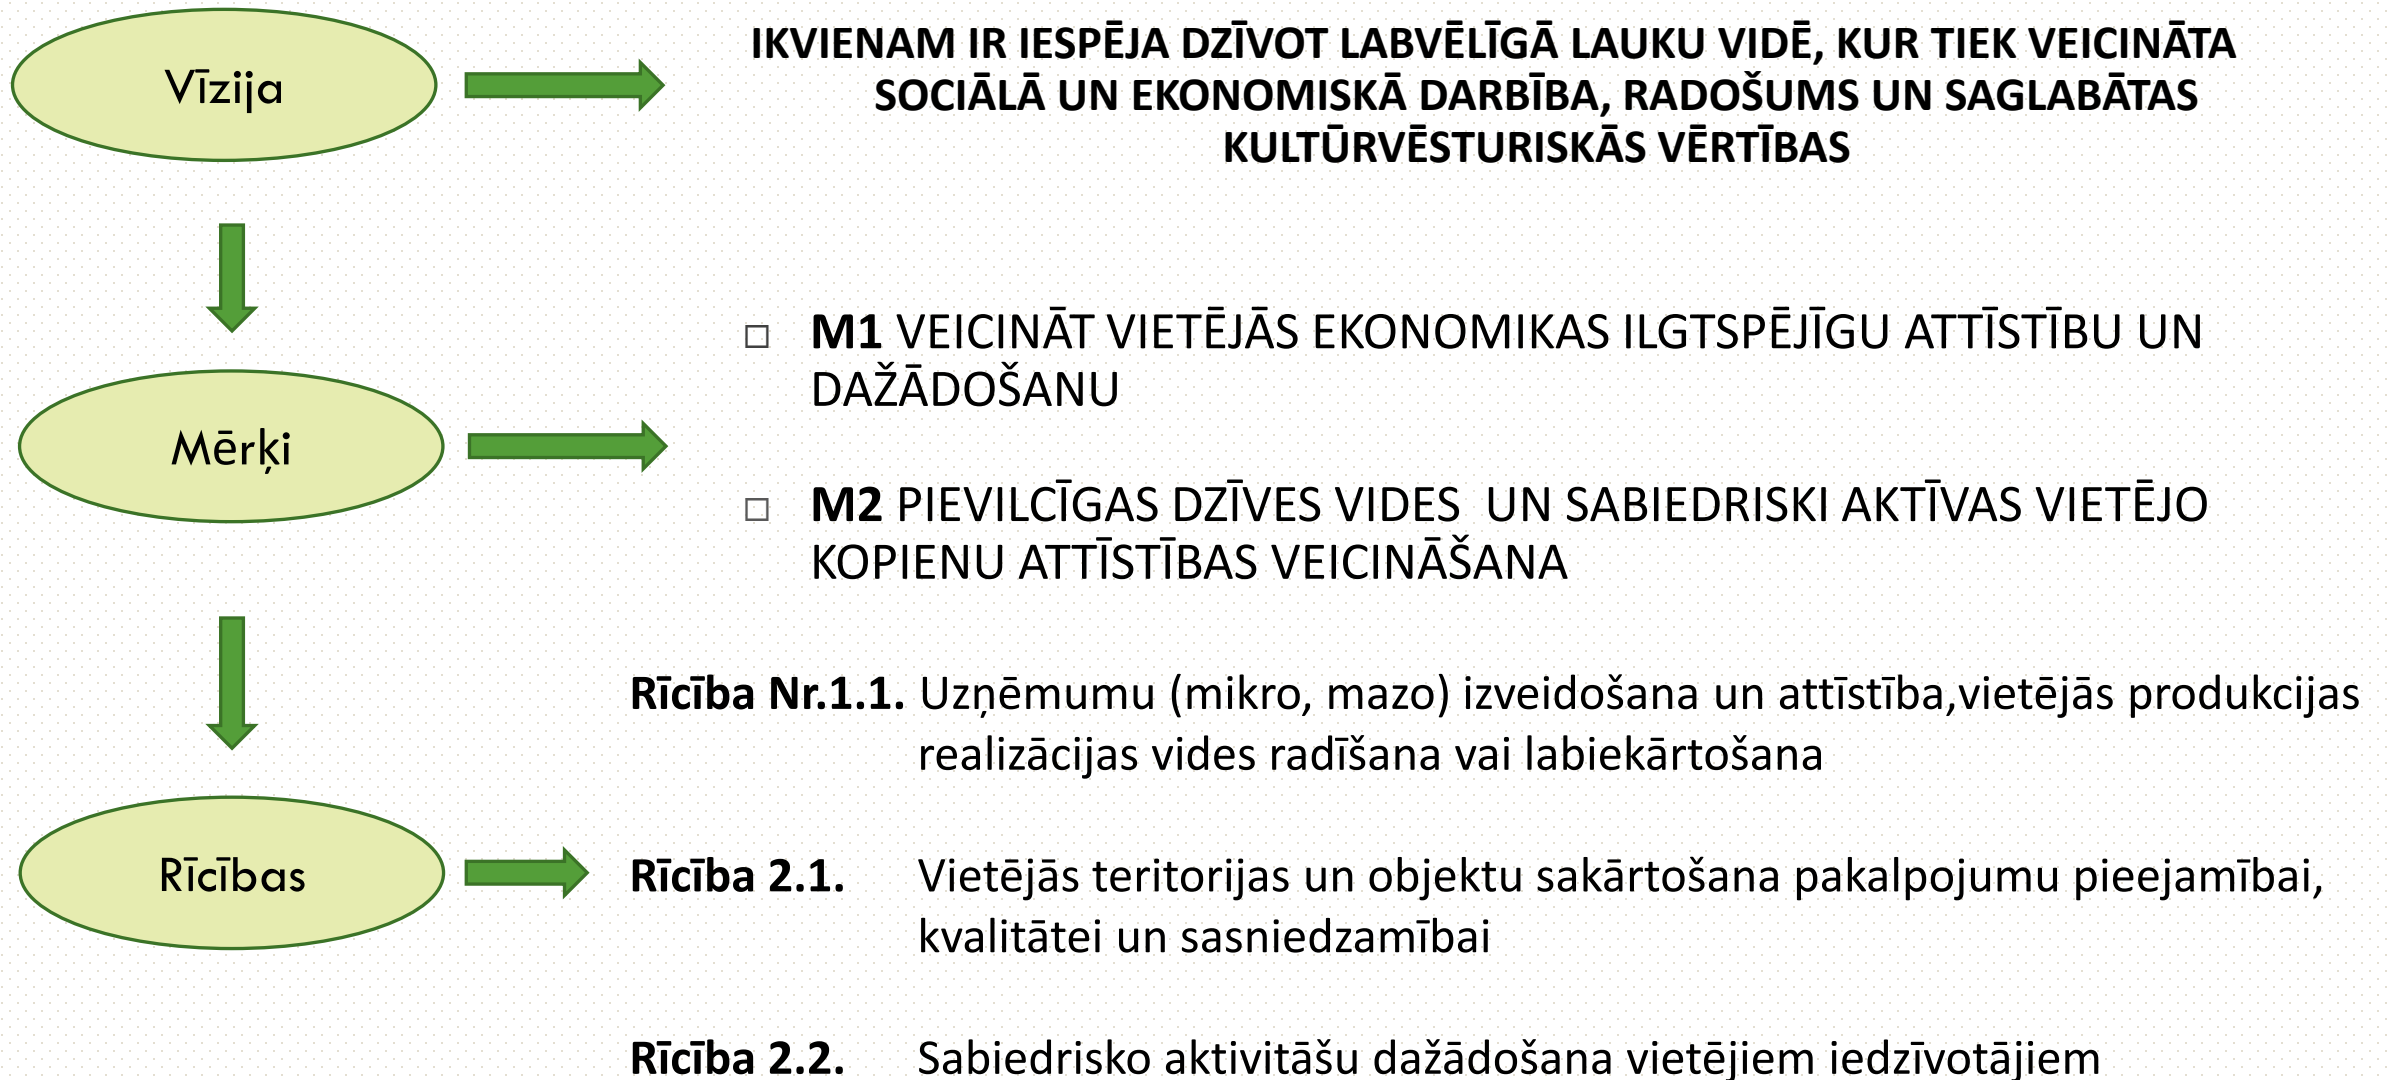 Vīzija
IKVIENAM IR IESPĒJA DZĪVOT LABVĒLĪGĀ LAUKU VIDĒ, KUR TIEK VEICINĀTA
SOCIĀLĀ UN EKONOMISKĀ DARBĪBA, RADOŠUMS UN SAGLABĀTAS
KULTŪRVĒSTURISKĀS VĒRTĪBAS
Mērķi
M1 VEICINĀT VIETĒJĀS EKONOMIKAS ILGTSPĒJĪGU ATTĪSTĪBU UN
DAŽĀDOŠANU
M2 PIEVILCĪGAS DZĪVES VIDES  UN SABIEDRISKI AKTĪVAS VIETĒJO
KOPIENU ATTĪSTĪBAS VEICINĀŠANA
Rīcības
Rīcība Nr.1.1. Uzņēmumu (mikro, mazo) izveidošana un attīstība,vietējās produkcijas
realizācijas vides radīšana vai labiekārtošana
Rīcība 2.1. Vietējās teritorijas un objektu sakārtošana pakalpojumu pieejamībai,
kvalitātei un sasniedzamībai
Rīcība 2.2. Sabiedrisko aktivitāšu dažādošana vietējiem iedzīvotājiem